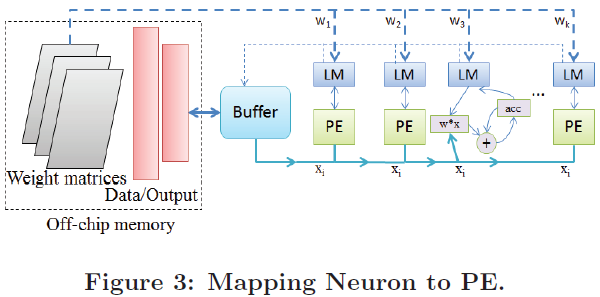 w1 w2 w3 wk
LM LM LM LM
...
Buffer
PE PE w*x acc PE
+
xi xi xi xi
Weight matrices
Data/Output
Off-chip memory
Figure 3: Mapping Neuron to PE.